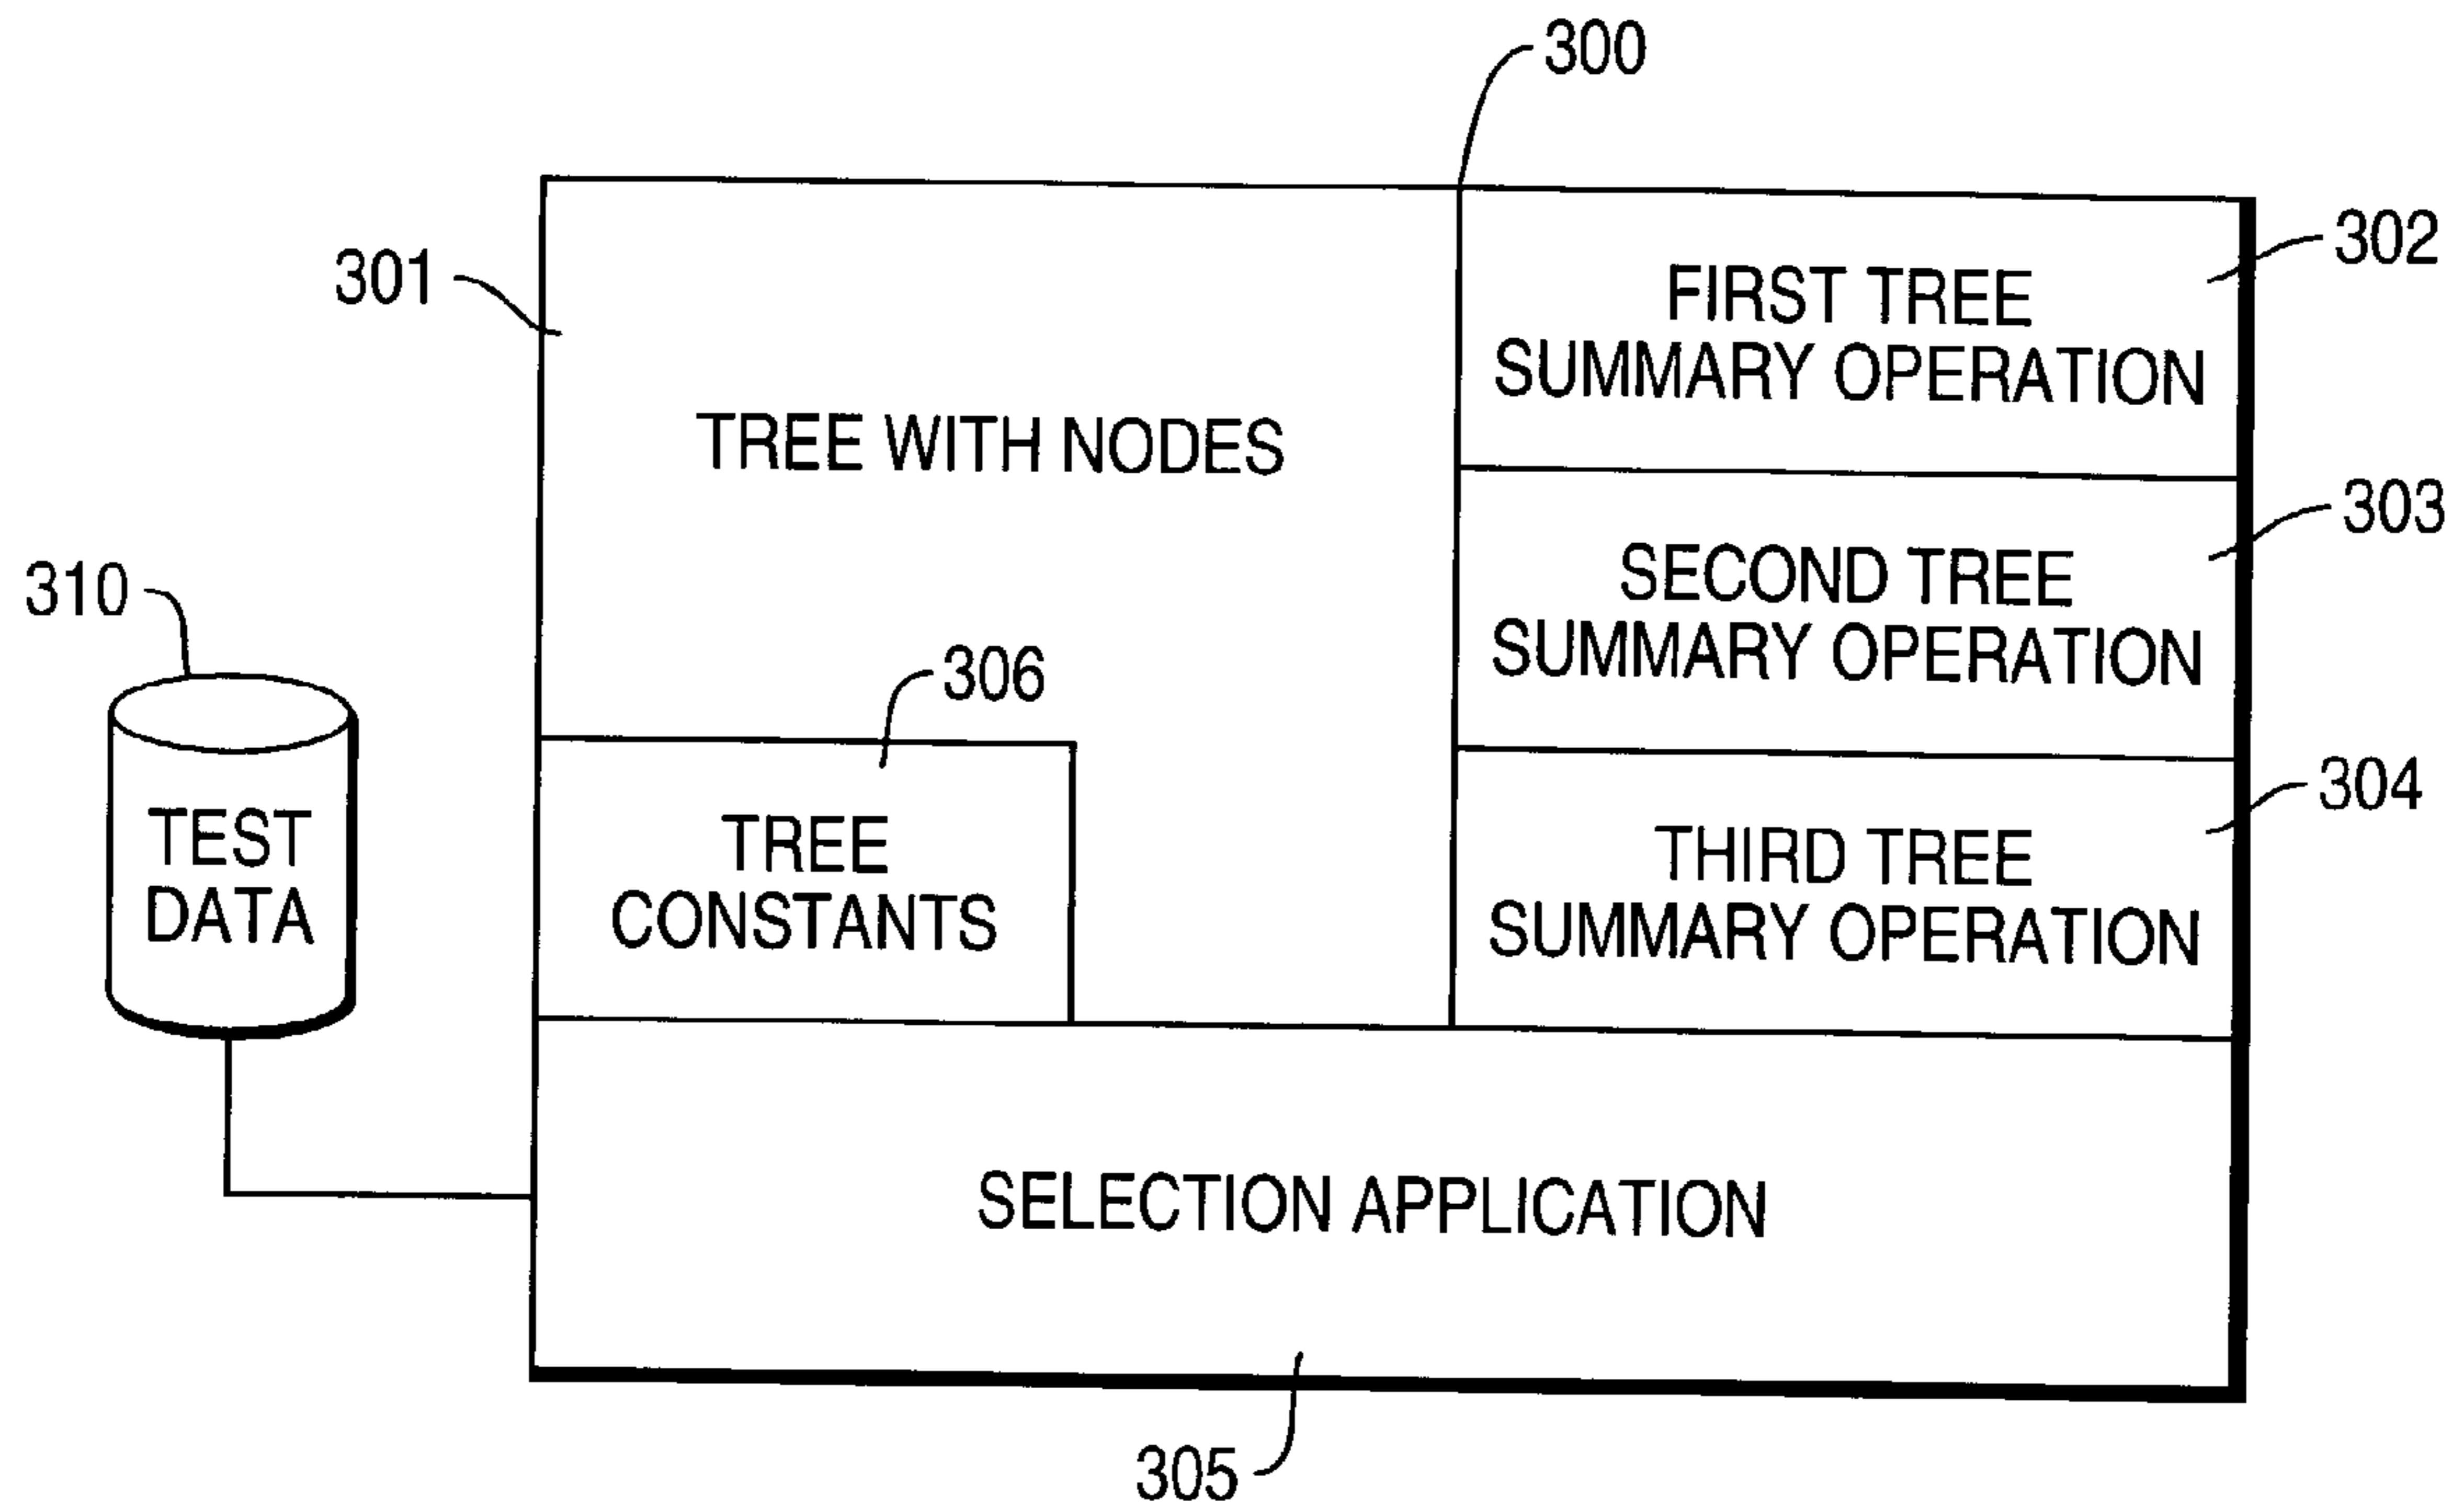 300
301
302
FIRST TREE
SUMMARY OPERATION
TREE WITH NODES
303
SECOND TREE
SUMMARY OPERATION
310
306
304
TEST
DATA
TREE
CONSTANTS
THIRD TREE
SUMMARY OPERATION
SELECTION APPLICATION
305